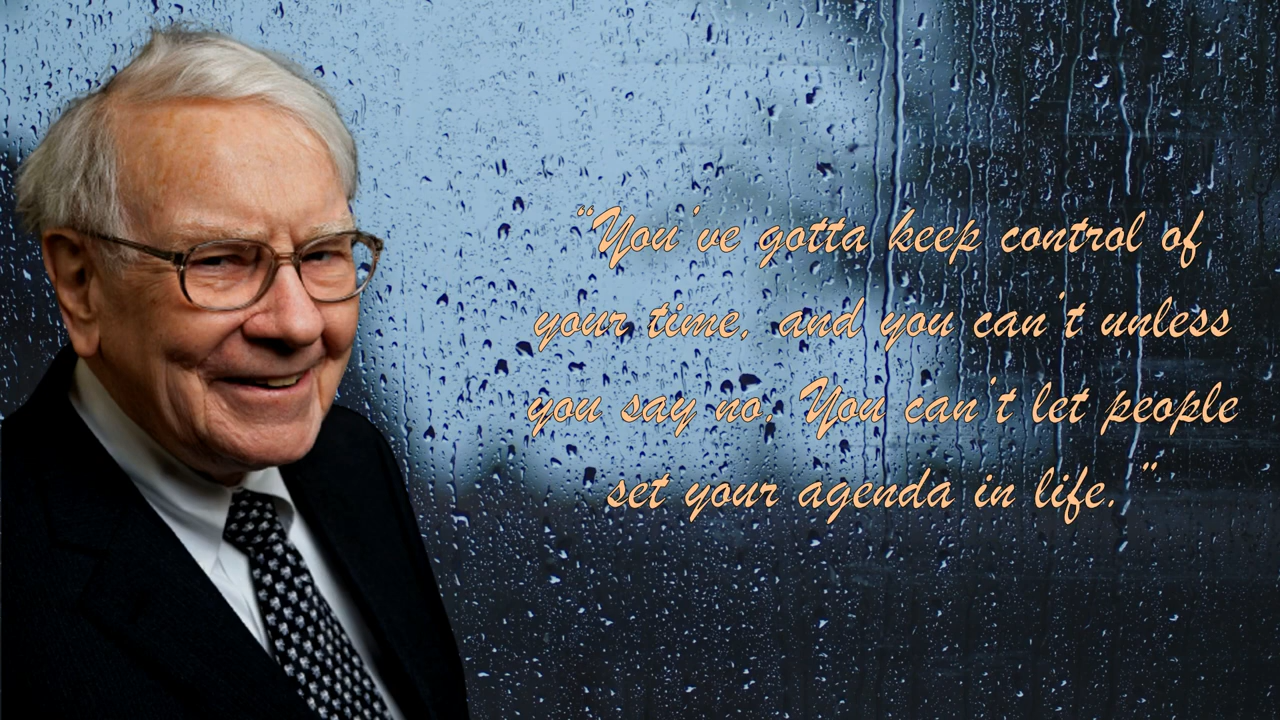 “You’ve gotta keep control of
your time, and you can’t unless
you say no. You can’t let people
set your agenda in life.”